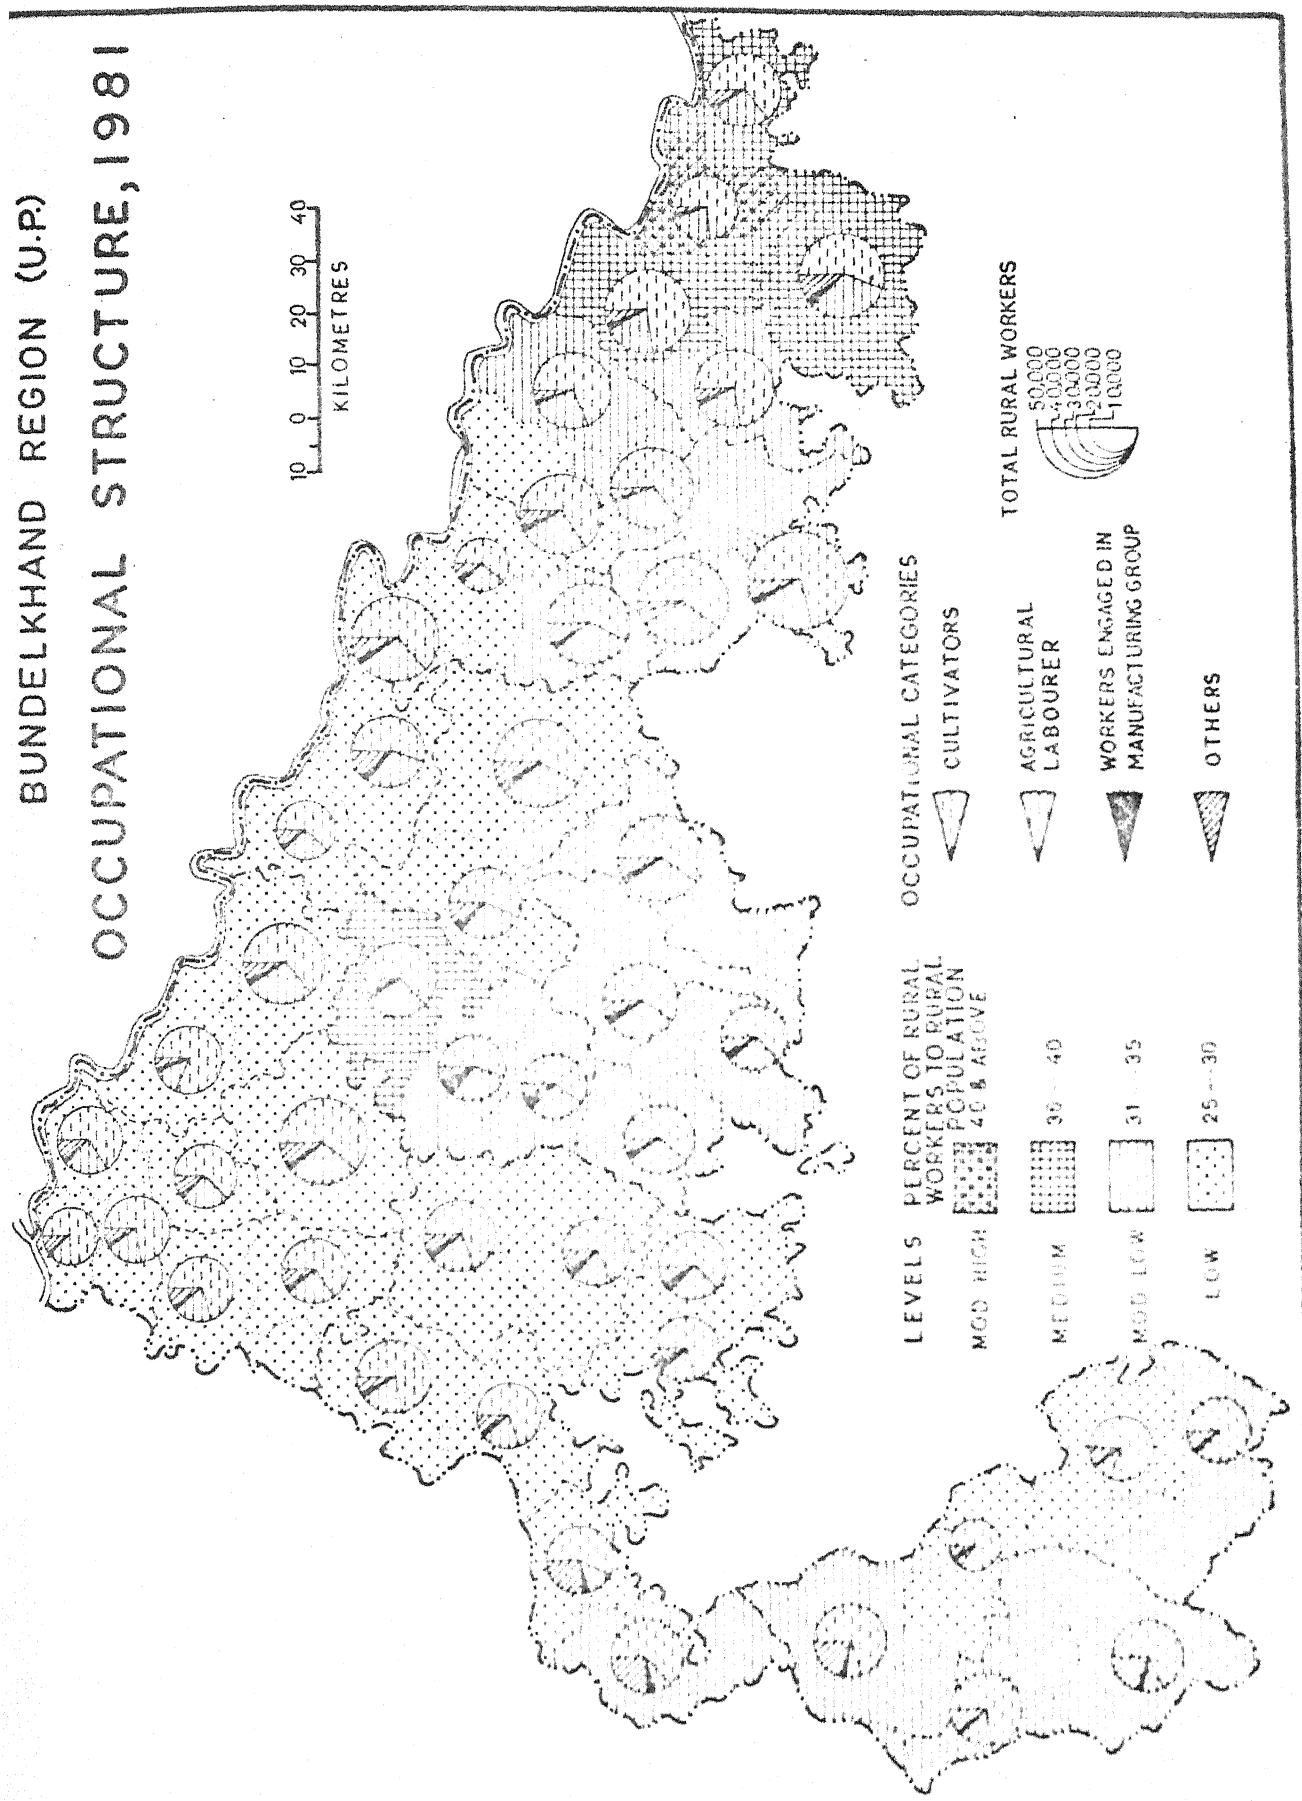 BUNDELKHAND REGION (U.P.)
OCCUPATIONAL STRUCTURE, 1981
10 0 10 20 30 40
KILOMETRES
LEVELS
PERCENT OF RURAL
WORKERS TO RURAL
POPULATION
MOD HIGH 40 & ABOVE
MEDIUM 36 - 40
MOD LOW 31 - 35
LOW 25 - 30
OCCUPATIONAL CATEGORIES
CULTIVATORS
AGRICULTURAL
LABOURER
WORKERS ENGAGED IN
MANUFACTURING GROUP
OTHERS
TOTAL RURAL WORKERS
50,000
40,000
30,000
20,000
10,000